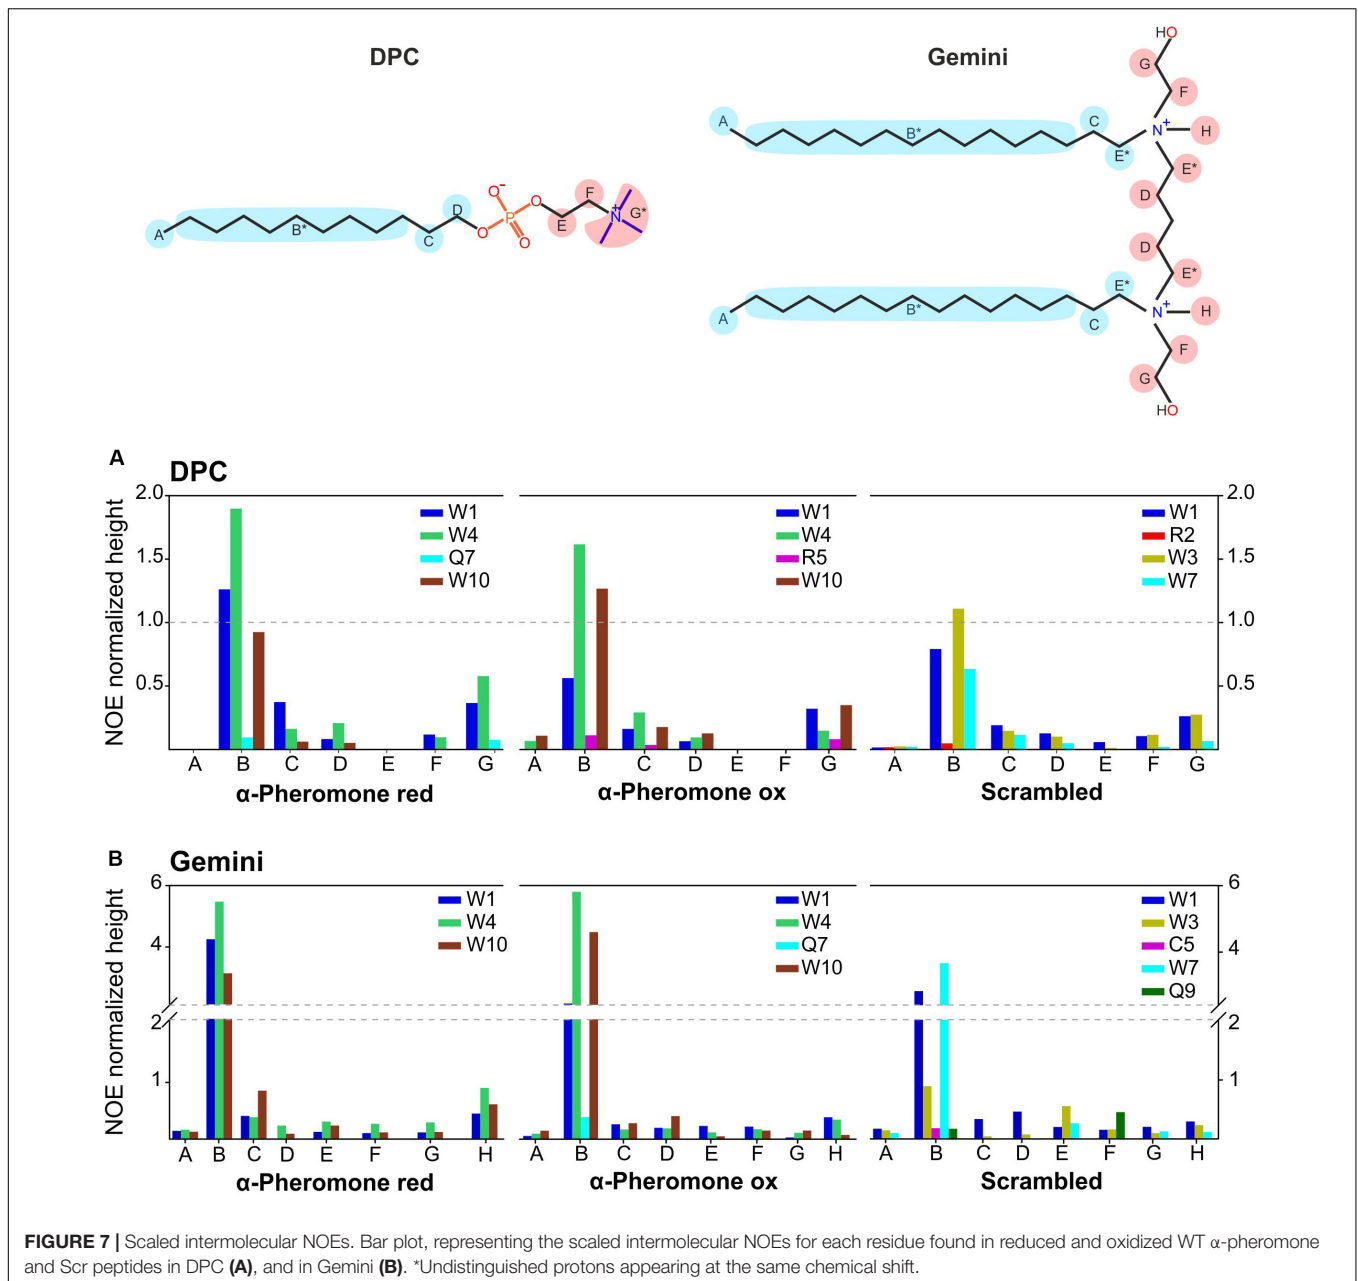 DPC
Gemini
HO
G
F
A
C
B*
N+
H
E*
E*
D
O-
D
O
F
P
N+
G*
A
B*
C
O
E
O
D
E*
E*
A
B*
N+
H
C
F
G
HO
A
DPC
NOE normalized height
2.0
1.5
1.0
0.5
W1
W4
Q7
W10
A B C D E F G
α-Pheromone red
W1
W4
R5
W10
A B C D E F G
α-Pheromone ox
W1
R2
W3
W7
2.0
1.5
1.0
0.5
A B C D E F G
Scrambled
B
Gemini
NOE normalized height
6
4
2
1
W1
W4
W10
A B C D E F G H
α-Pheromone red
W1
W4
Q7
W10
A B C D E F G H
α-Pheromone ox
W1
W3
C5
W7
Q9
6
4
2
1
A B C D E F G H
Scrambled
FIGURE 7 | Scaled intermolecular NOEs. Bar plot, representing the scaled intermolecular NOEs for each residue found in reduced and oxidized WT α-pheromone
and Scr peptides in DPC (A), and in Gemini (B). *Undistinguished protons appearing at the same chemical shift.